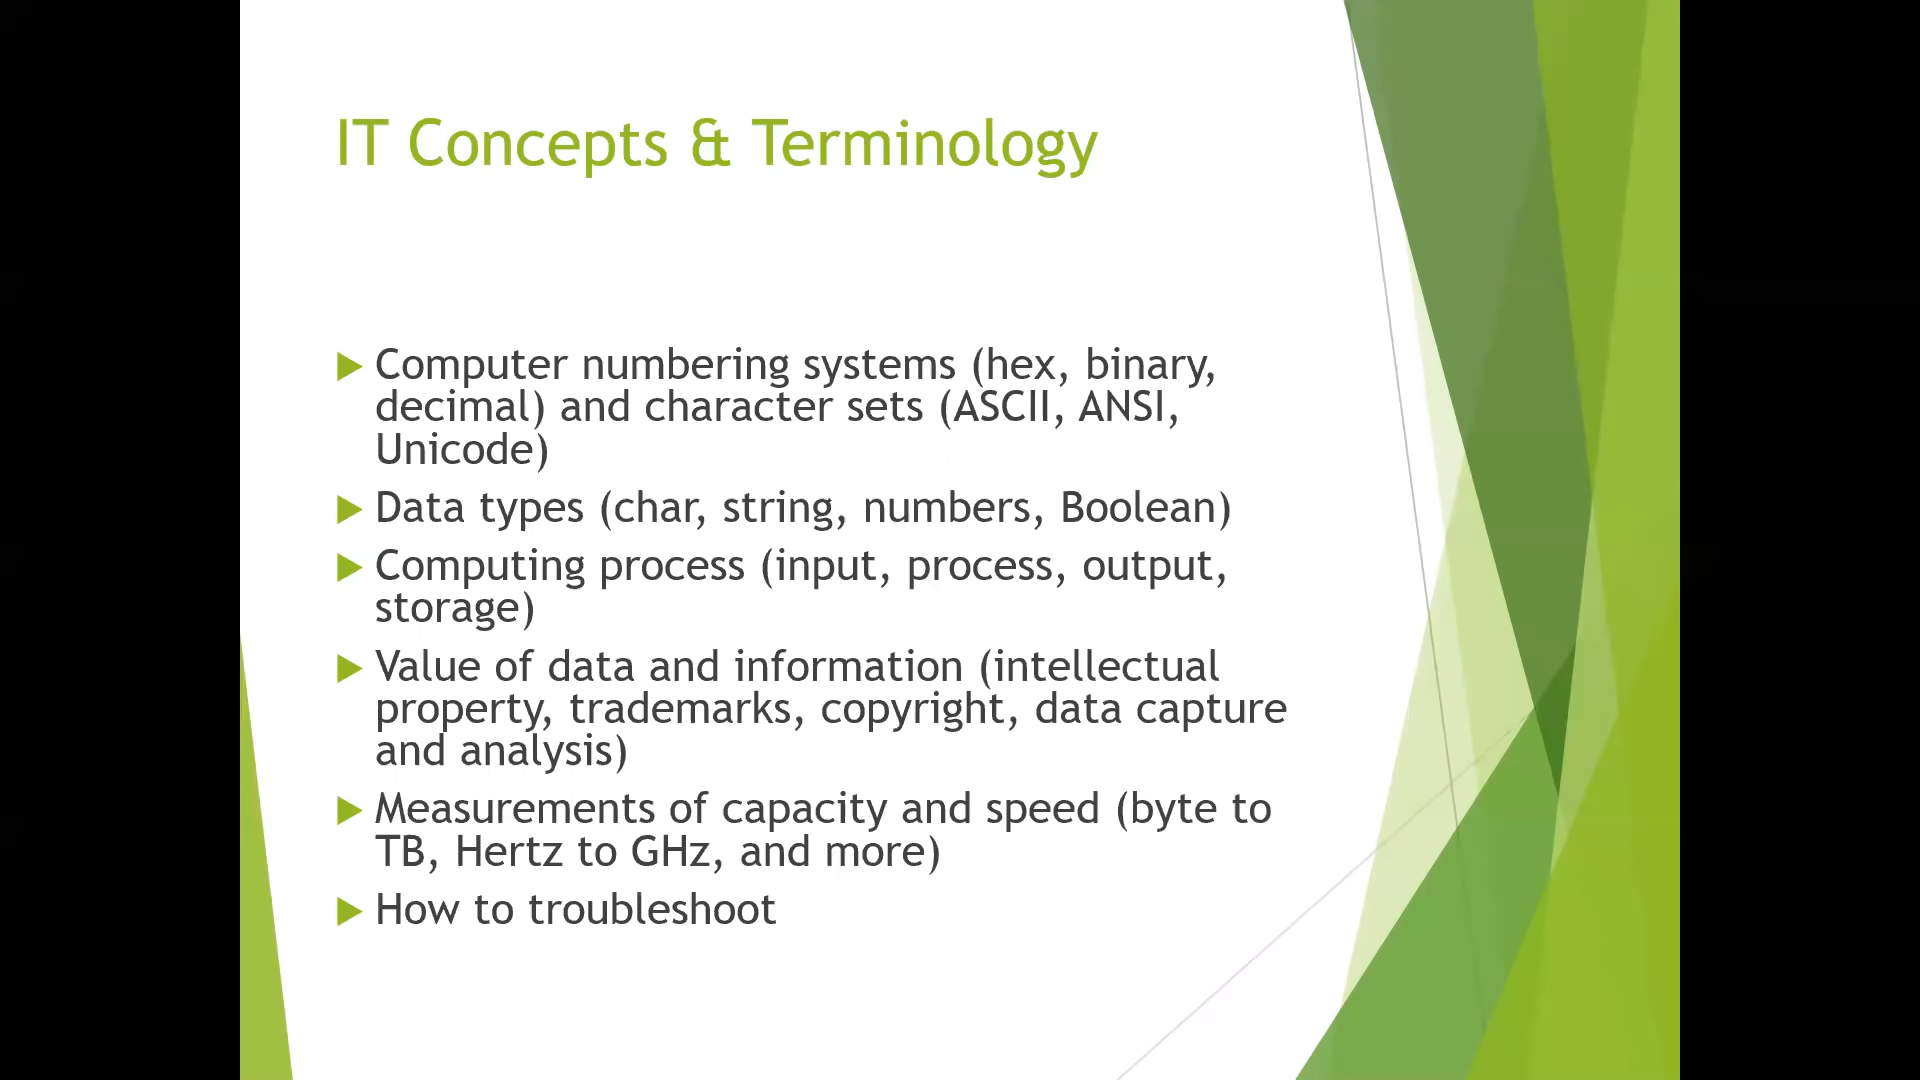 IT Concepts & Terminology
Computer numbering systems (hex, binary,
decimal) and character sets (ASCII, ANSI,
Unicode)
Data types (char, string, numbers, Boolean)
Computing process (input, process, output,
storage)
Value of data and information (intellectual
property, trademarks, copyright, data capture
and analysis)
Measurements of capacity and speed (byte to
TB, Hertz to GHz, and more)
How to troubleshoot